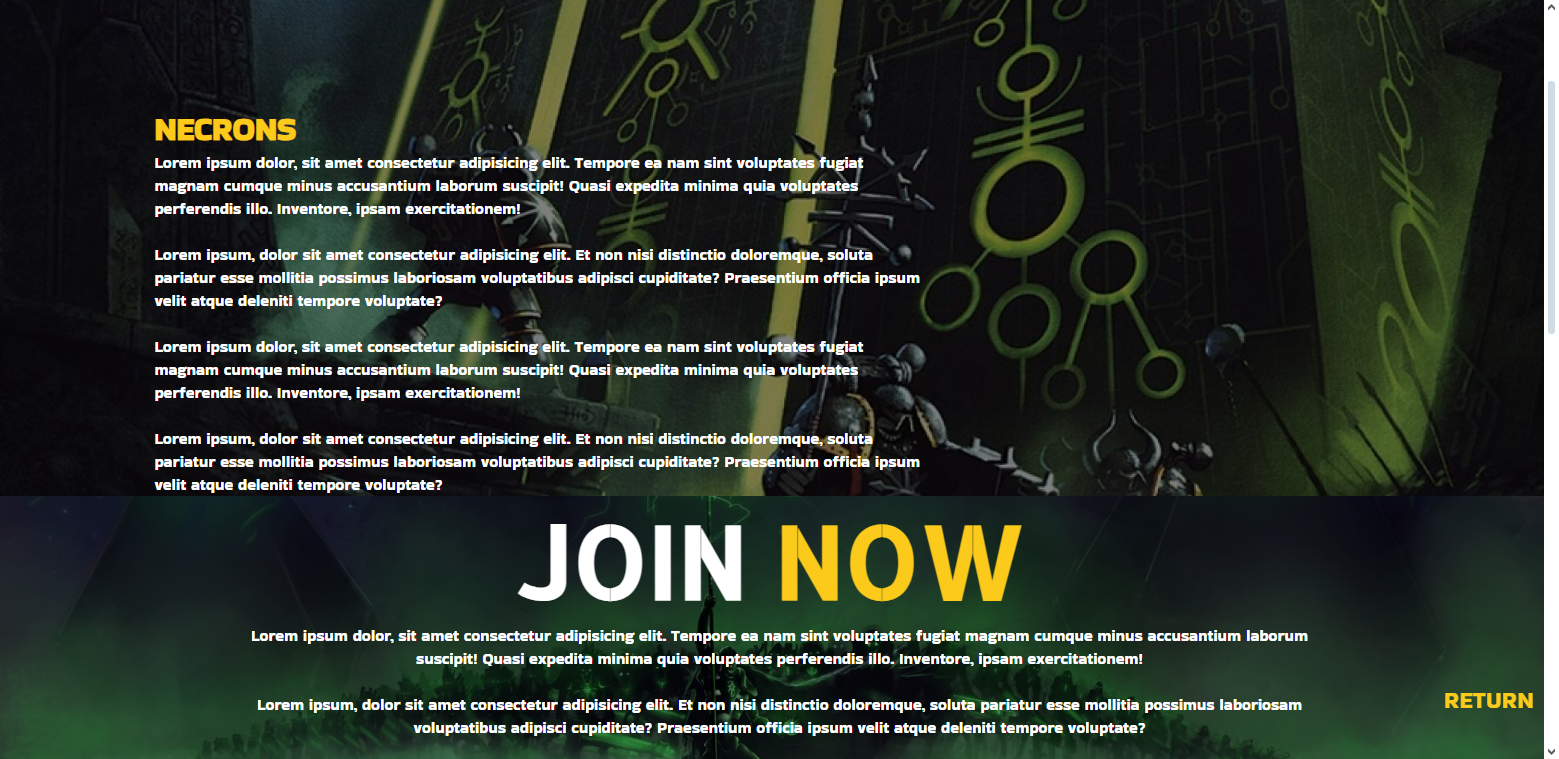 NECRONS
Lorem ipsum dolor, sit amet consectetur adipisicing elit. Tempore ea nam sint voluptates fugiat
magnam cumque minus accusantium laborum suscipit! Quasi expedita minima quia voluptates
perferendis illo. Inventore, ipsam exercitationem!
Lorem ipsum, dolor sit amet consectetur adipisicing elit. Et non nisi distinctio doloremque, soluta
pariatur esse mollitia possimus laboriosam voluptatibus adipisci cupiditate? Praesentium officia ipsum
velit atque deleniti tempore voluptate?
Lorem ipsum dolor, sit amet consectetur adipisicing elit. Tempore ea nam sint voluptates fugiat
magnam cumque minus accusantium laborum suscipit! Quasi expedita minima quia voluptates
perferendis illo. Inventore, ipsam exercitationem!
Lorem ipsum, dolor sit amet consectetur adipisicing elit. Et non nisi distinctio doloremque, soluta
pariatur esse mollitia possimus laboriosam voluptatibus adipisci cupiditate? Praesentium officia ipsum
velit atque deleniti tempore voluptate?
JOIN NOW
Lorem ipsum dolor, sit amet consectetur adipisicing elit. Tempore ea nam sint voluptates fugiat magnam cumque minus accusantium laborum
suscipit! Quasi expedita minima quia voluptates perferendis illo. Inventore, ipsam exercitationem!
Lorem ipsum, dolor sit amet consectetur adipisicing elit. Et non nisi distinctio doloremque, soluta pariatur esse mollitia possimus laboriosam
voluptatibus adipisci cupiditate? Praesentium officia ipsum velit atque deleniti tempore voluptate?
RETURN